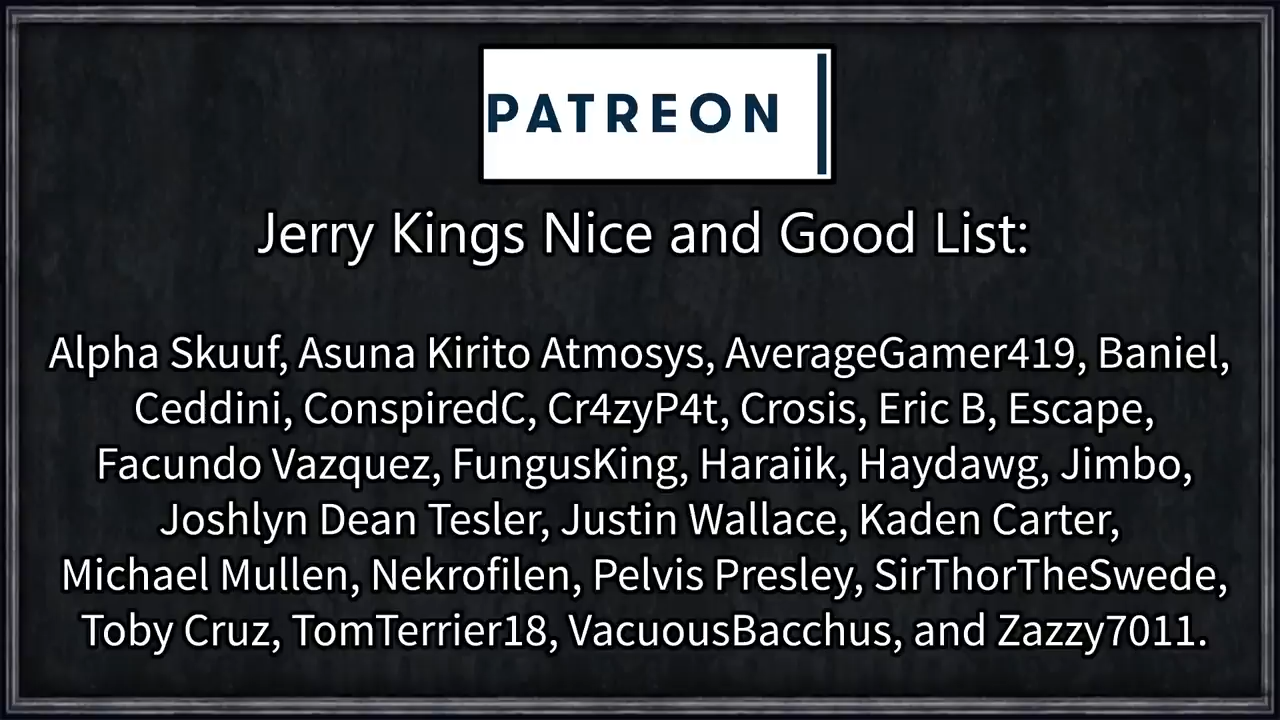 PATREON
Jerry Kings Nice and Good List:
Alpha Skuuf, Asuna Kirito Atmosys, AverageGamer419, Baniel,
Ceddini, ConspiredC, Cr4zyP4t, Crosis, Eric B, Escape,
Facundo Vazquez, FungusKing, Haraiik, Haydawg, Jimbo,
Joshlyn Dean Tesler, Justin Wallace, Kaden Carter,
Michael Mullen, Nekrofilen, Pelvis Presley, SirThorTheSwede,
Toby Cruz, TomTerrier18, VacuousBacchus, and Zazzy7011.